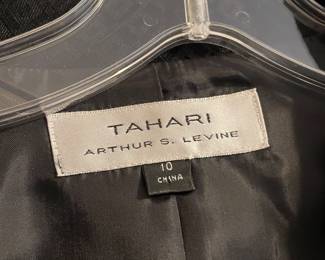 TAHARI
ARTHUR S. LEVINE
10
CHINA